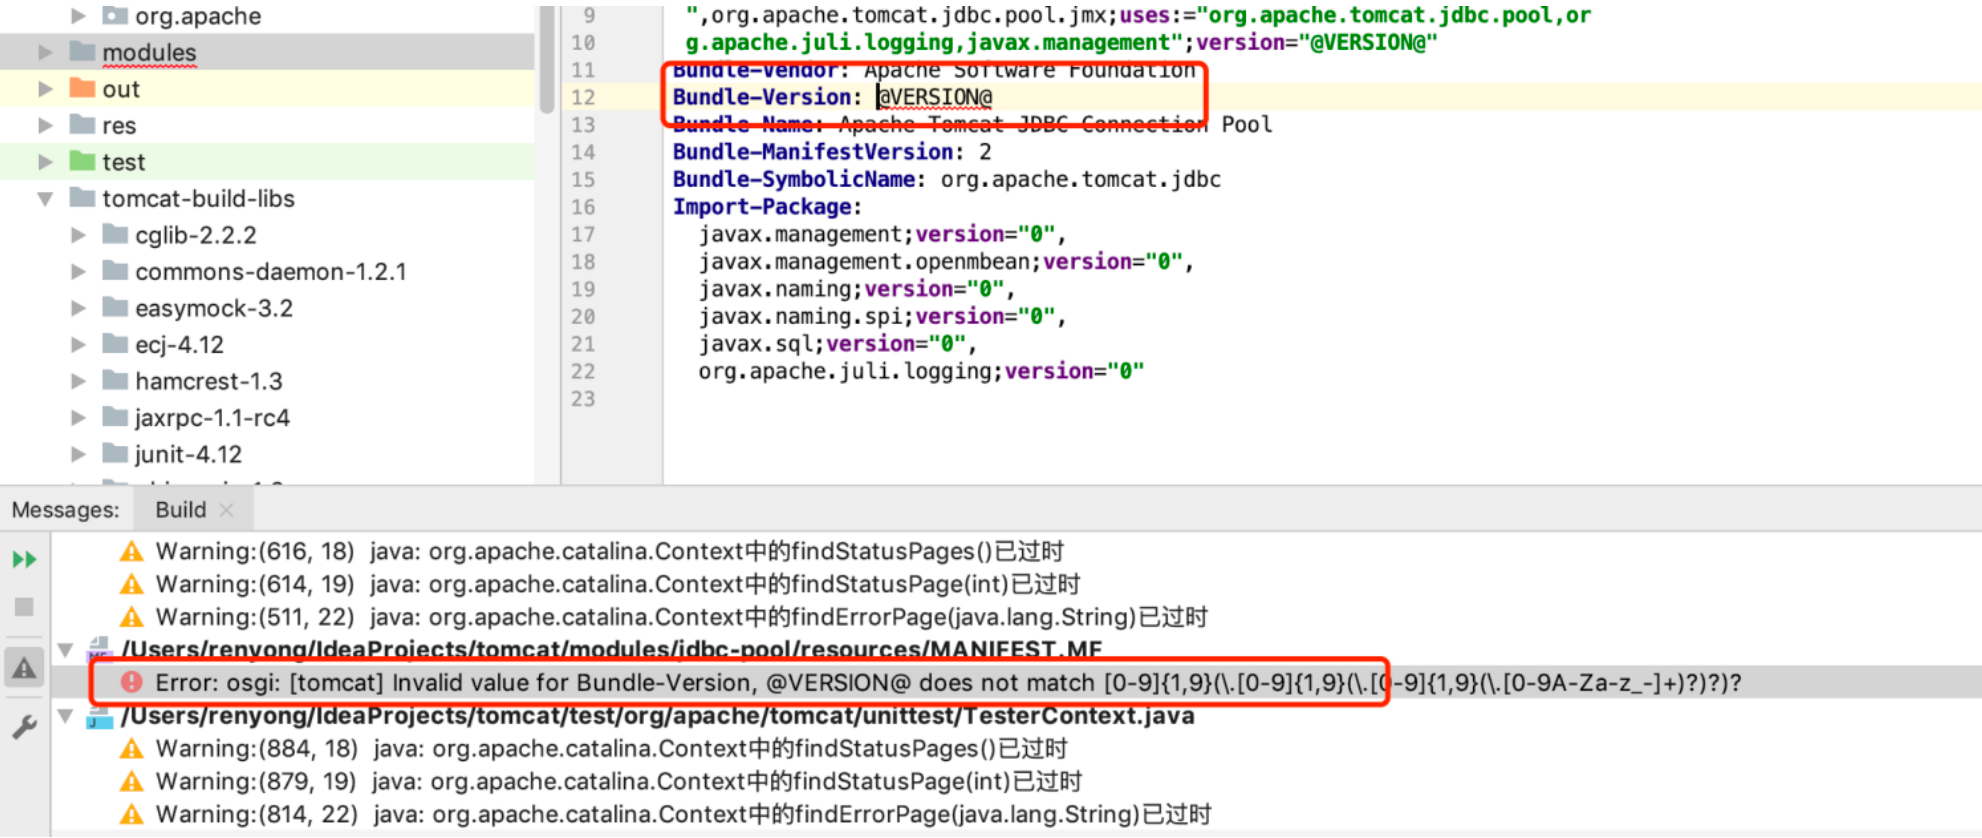 org.apache
modules
out
res
test
tomcat-build-libs
cglib-2.2.2
commons-daemon-1.2.1
easymock-3.2
ecj-4.12
hamcrest-1.3
jaxrpc-1.1-rc4
junit-4.12
9 ",org.apache.tomcat.jdbc.pool.jmx;uses:="org.apache.tomcat.jdbc.pool,or
10 g.apache.juli.logging,javax.management";version="@VERSION@"
11 Bundle-Vendor: Apache Software Foundation
12 Bundle-Version: @VERSION@
13 Bundle-Name: Apache Tomcat JDBC Connection Pool
14 Bundle-ManifestVersion: 2
15 Bundle-SymbolicName: org.apache.tomcat.jdbc
16 Import-Package:
17 javax.management;version="0",
18 javax.management.openmbean;version="0",
19 javax.naming;version="0",
20 javax.naming.spi;version="0",
21 javax.sql;version="0",
22 org.apache.juli.logging;version="0"
23
Messages: Build
Warning:(616, 18) java: org.apache.catalina.Context中的findStatusPages()已过时
Warning:(614, 19) java: org.apache.catalina.Context中的findStatusPage(int)已过时
Warning:(511, 22) java: org.apache.catalina.Context中的findErrorPage(java.lang.String)已过时
/Users/renyong/IdeaProjects/tomcat/modules/jdbc-pool/resources/MANIFEST.MF
Error: osgi: [tomcat] Invalid value for Bundle-Version, @VERSION@ does not match [0-9]{1,9}(\.[0-9]{1,9}(\.[0-9]{1,9}(\.[0-9A-Za-z_-]+)?)?)?
/Users/renyong/IdeaProjects/tomcat/test/org/apache/tomcat/unittest/TesterContext.java
Warning:(884, 18) java: org.apache.catalina.Context中的findStatusPages()已过时
Warning:(879, 19) java: org.apache.catalina.Context中的findStatusPage(int)已过时
Warning:(814, 22) java: org.apache.catalina.Context中的findErrorPage(java.lang.String)已过时